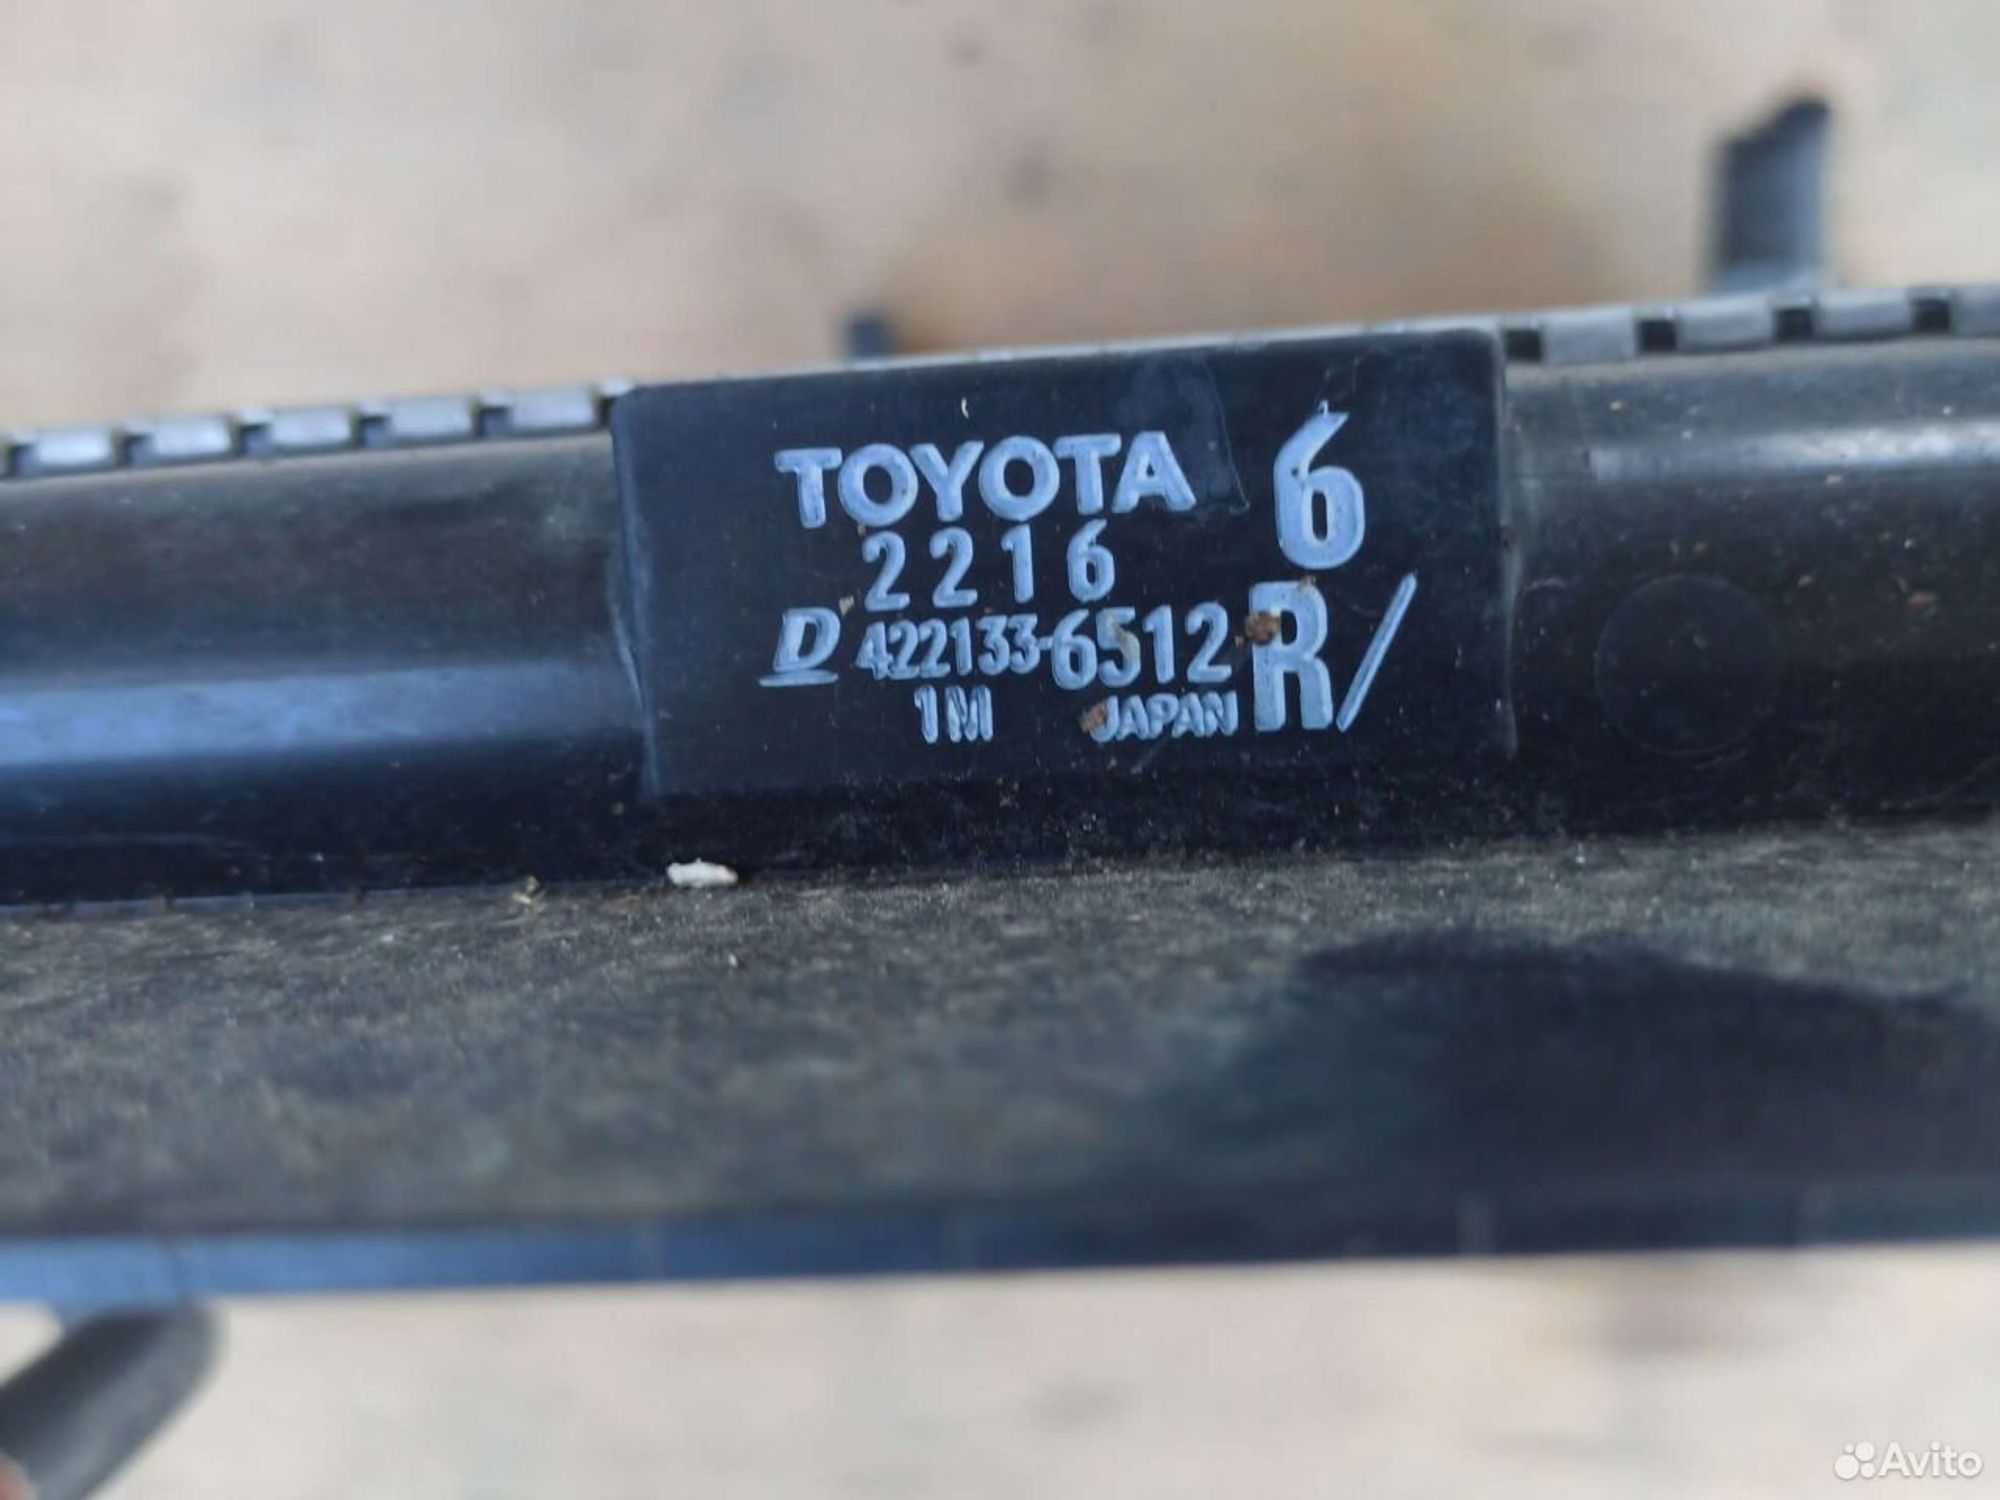 TOYOTA 6
2216
D 422133-6512 R/
1M JAPAN
Avito